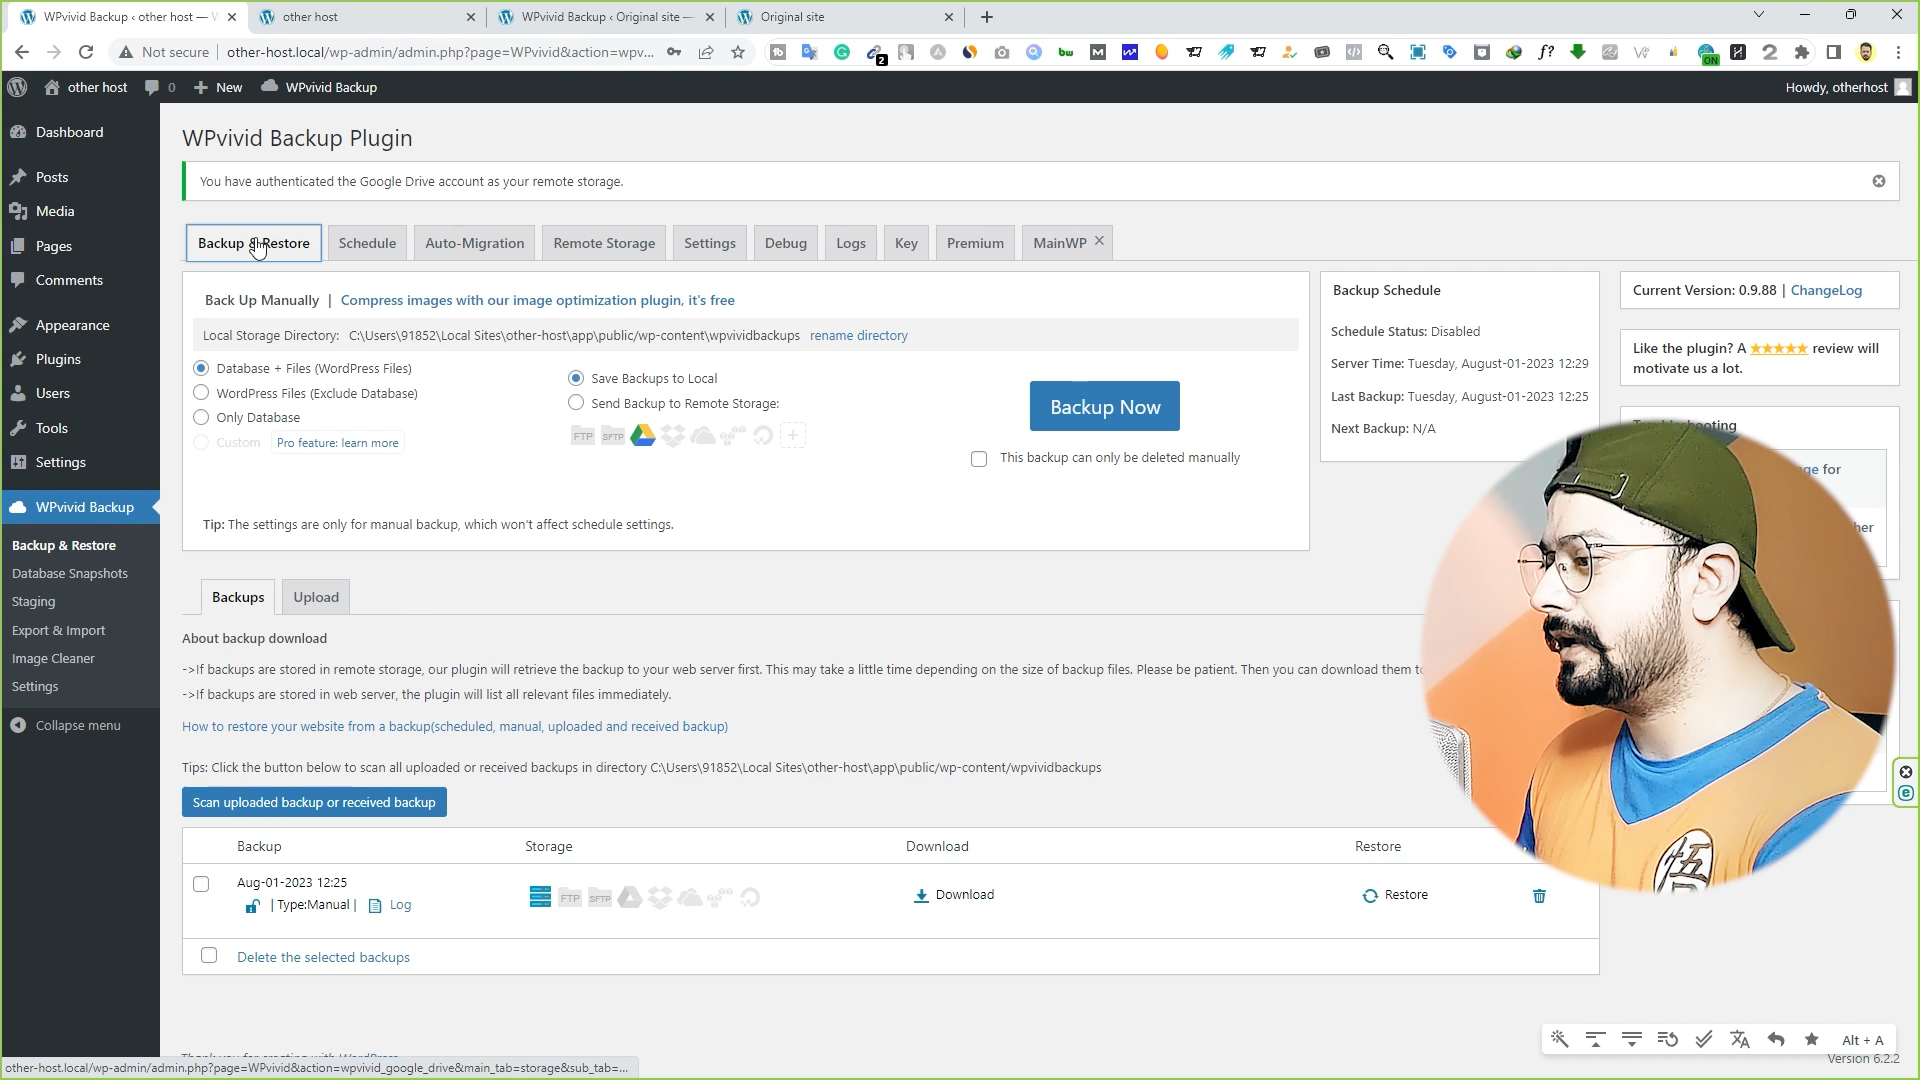 WPvivid Backup ‹ other host — W
other host
WPvivid Backup ‹ Original site —
Original site
Not secure
other-host.local/wp-admin/admin.php?page=WPvivid&action=wpv...
2
ON
other host
0
New
WPvivid Backup
Howdy, otherhost
Dashboard
Posts
Media
Pages
Comments
Appearance
Plugins
Users
Tools
Settings
WPvivid Backup
Backup & Restore
Database Snapshots
Staging
Export & Import
Image Cleaner
Settings
Collapse menu
WPvivid Backup Plugin
You have authenticated the Google Drive account as your remote storage.
Backup & Restore
Schedule
Auto-Migration
Remote Storage
Settings
Debug
Logs
Key
Premium
MainWP
Back Up Manually | Compress images with our image optimization plugin, it's free
Local Storage Directory: C:\Users\91852\Local Sites\other-host\app\public/wp-content\wpvividbackups rename directory
Database + Files (WordPress Files)
WordPress Files (Exclude Database)
Only Database
Custom Pro feature: learn more
Save Backups to Local
Send Backup to Remote Storage:
FTP SFTP
Backup Now
This backup can only be deleted manually
Tip: The settings are only for manual backup, which won't affect schedule settings.
Backup Schedule
Schedule Status: Disabled
Server Time: Tuesday, August-01-2023 12:29
Last Backup: Tuesday, August-01-2023 12:25
Next Backup: N/A
Current Version: 0.9.88 | ChangeLog
Like the plugin? A ★★★★★ review will
motivate us a lot.
for
Backups
Upload
About backup download
->If backups are stored in remote storage, our plugin will retrieve the backup to your web server first. This may take a little time depending on the size of backup files. Please be patient. Then you can download them
->If backups are stored in web server, the plugin will list all relevant files immediately.
How to restore your website from a backup(scheduled, manual, uploaded and received backup)
Tips: Click the button below to scan all uploaded or received backups in directory C:\Users\91852\Local Sites\other-host\app\public/wp-content/wpvividbackups
Scan uploaded backup or received backup
Backup
Storage
Download
Restore
Aug-01-2023 12:25
| Type:Manual | Log
FTP SFTP
Download
Restore
Delete the selected backups
悟
Alt + A
Version 6.2.2
other-host.local/wp-admin/admin.php?page=WPvivid&action=wpvivid_google_drive&main_tab=storage&sub_tab=...